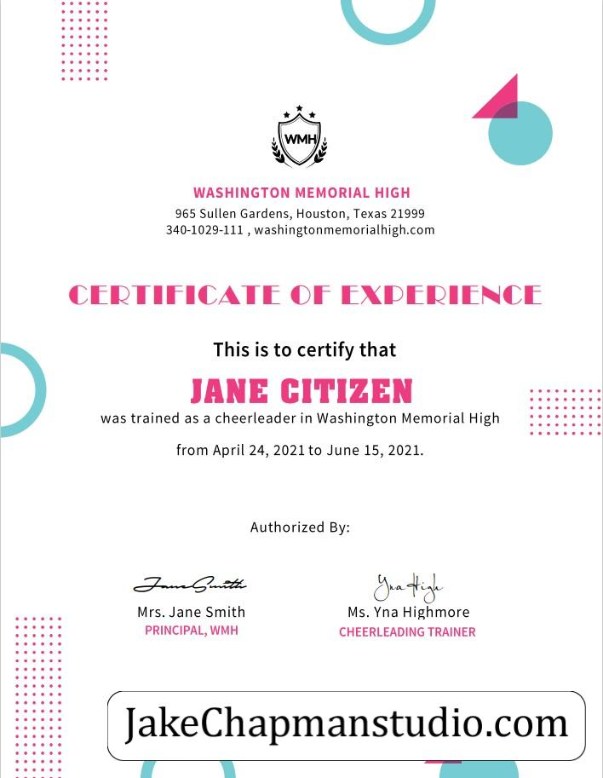 WMH
WASHINGTON MEMORIAL HIGH
965 Sullen Gardens, Houston, Texas 21999
340-1029-111 , washingtonmemorialhigh.com
CERTIFICATE OF EXPERIENCE
This is to certify that
JANE CITIZEN
was trained as a cheerleader in Washington Memorial High
from April 24, 2021 to June 15, 2021.
Authorized By:
Jane Smith Yna High
Mrs. Jane Smith Ms. Yna Highmore
PRINCIPAL, WMH CHEERLEADING TRAINER
JakeChapmanstudio.com